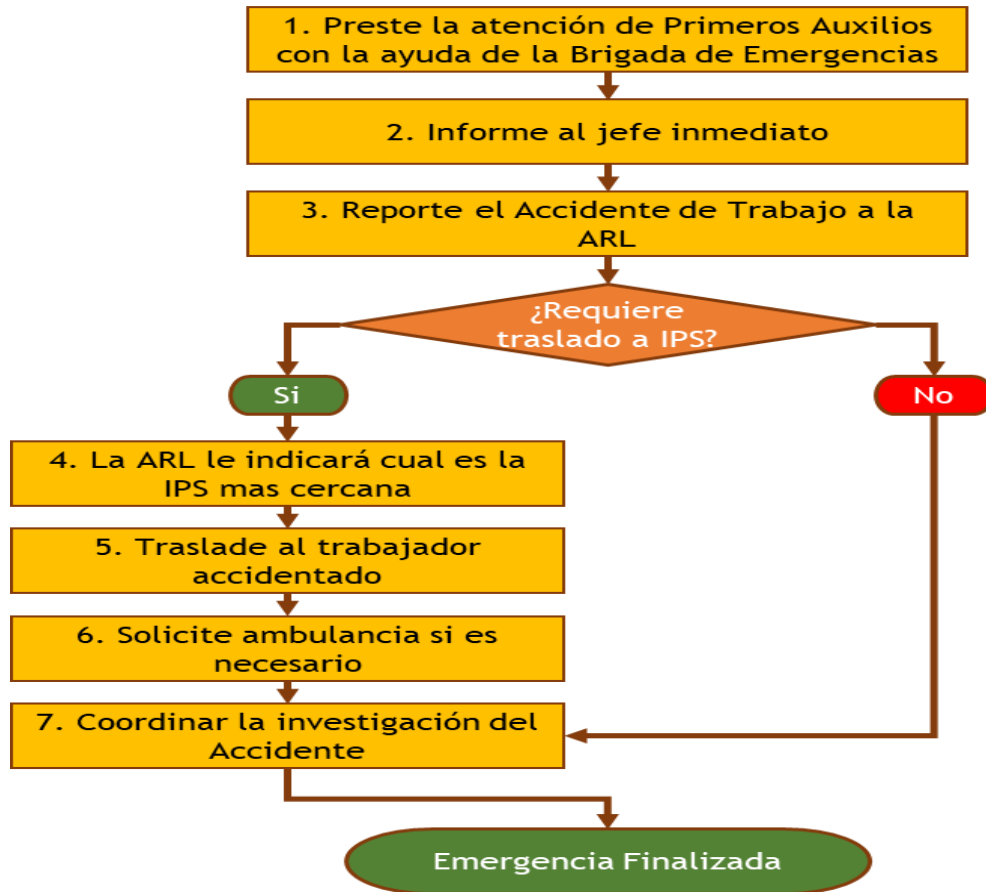 1. Preste la atención de Primeros Auxilios
con la ayuda de la Brigada de Emergencias
2. Informe al jefe inmediato
3. Reporte el Accidente de Trabajo a la
ARL
¿Requiere
traslado a IPS?
Si
No
4. La ARL le indicará cual es la
IPS mas cercana
5. Traslade al trabajador
accidentado
6. Solicite ambulancia si es
necesario
7. Coordinar la investigación del
Accidente
Emergencia Finalizada